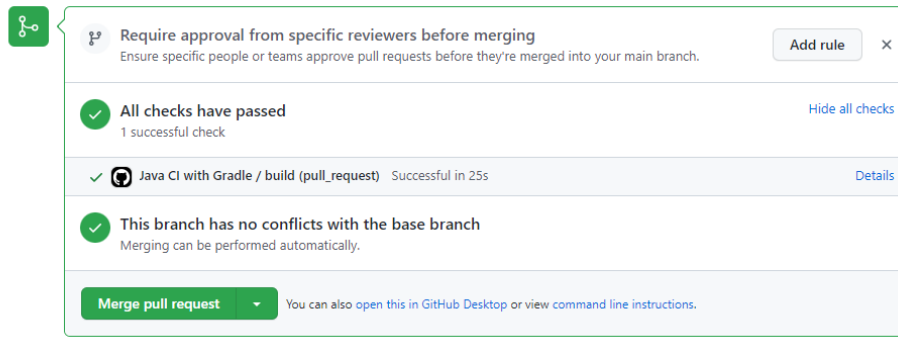 Require approval from specific reviewers before merging
Ensure specific people or teams approve pull requests before they're merged into your main branch.
Add rule
All checks have passed
Hide all checks
1 successful check
Java CI with Gradle / build (pull_request) Successful in 25s
Details
This branch has no conflicts with the base branch
Merging can be performed automatically.
Merge pull request
You can also open this in GitHub Desktop or view command line instructions.